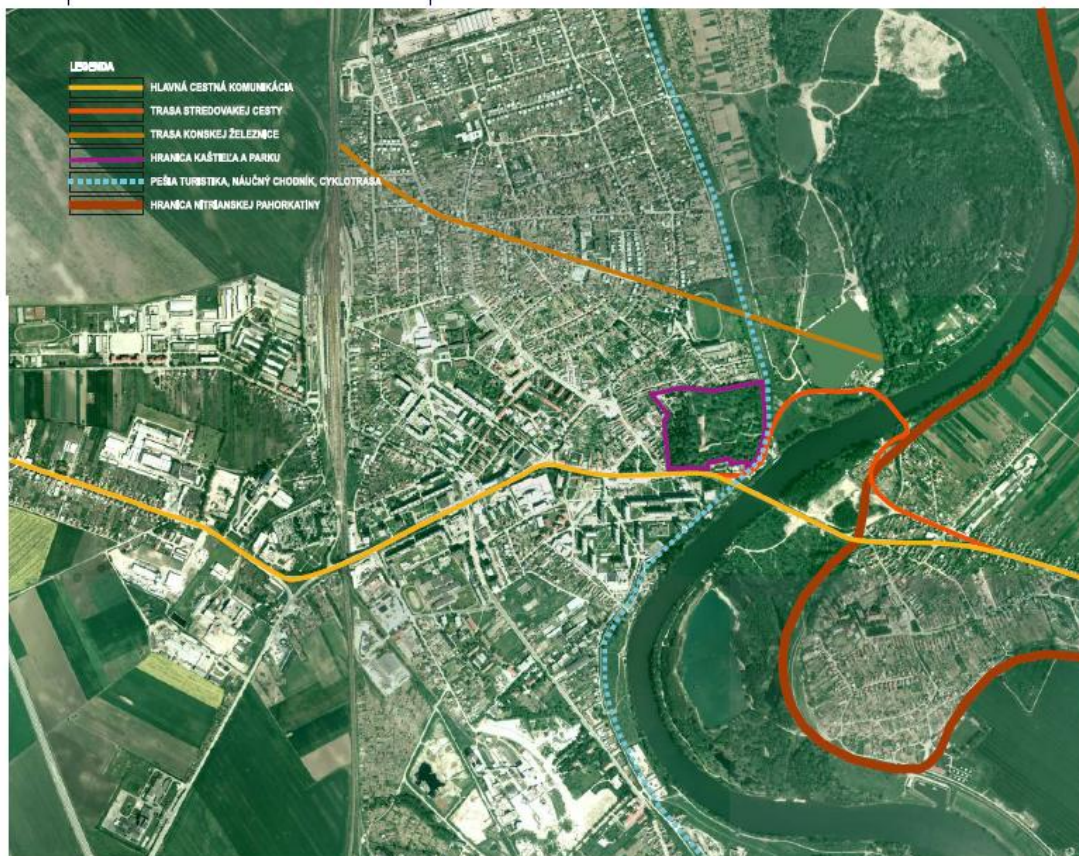 LEGENDA
HLAVNÁ CESTNÁ KOMUNIKÁCIA
TRASA STREDOVAKEJ CESTY
TRASA KONSKEJ ŽELEZNICE
HRANICA KAŠTIEĽA A PARKU
PEŠIA TURISTIKA, NÁUČNÝ CHODNÍK, CYKLOTRASA
HRANICA NITRIANSKEJ PAHORKATINY